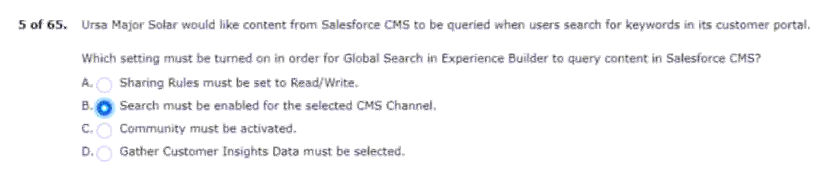 5 of 65. Ursa Major Solar would like content from Salesforce CMS to be queried when users search for keywords in its customer portal.
Which setting must be turned on in order for Global Search in Experience Builder to query content in Salesforce CMS?
A. Sharing Rules must be set to Read/Write.
B. Search must be enabled for the selected CMS Channel.
C. Community must be activated.
D. Gather Customer Insights Data must be selected.